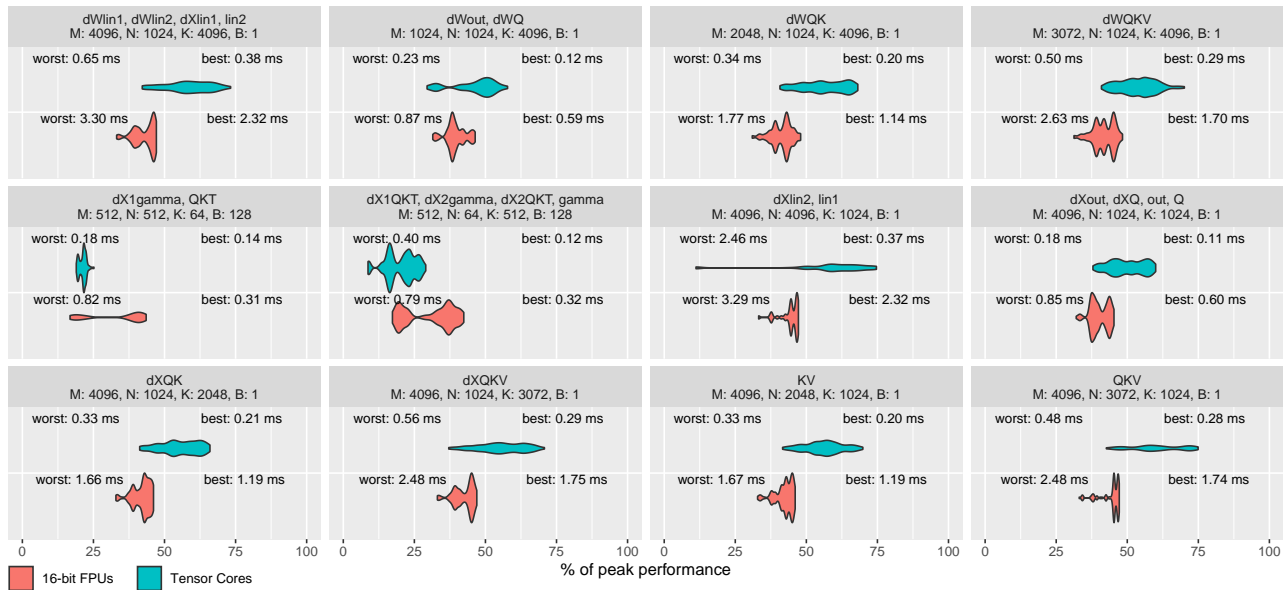 dWlin1, dWlin2, dXlin1, lin2
M: 4096, N: 1024, K: 4096, B: 1
worst: 0.65 ms best: 0.38 ms
worst: 3.30 ms best: 2.32 ms
dWout, dWQ
M: 1024, N: 1024, K: 4096, B: 1
worst: 0.23 ms best: 0.12 ms
worst: 0.87 ms best: 0.59 ms
dWQK
M: 2048, N: 1024, K: 4096, B: 1
worst: 0.34 ms best: 0.20 ms
worst: 1.77 ms best: 1.14 ms
dWQKV
M: 3072, N: 1024, K: 4096, B: 1
worst: 0.50 ms best: 0.29 ms
worst: 2.63 ms best: 1.70 ms
dX1gamma, QKT
M: 512, N: 512, K: 64, B: 128
worst: 0.18 ms best: 0.14 ms
worst: 0.82 ms best: 0.31 ms
dX1QKT, dX2gamma, dX2QKT, gamma
M: 512, N: 64, K: 512, B: 128
worst: 0.40 ms best: 0.12 ms
worst: 0.79 ms best: 0.32 ms
dXlin2, lin1
M: 4096, N: 4096, K: 1024, B: 1
worst: 2.46 ms best: 0.37 ms
worst: 3.29 ms best: 2.32 ms
dXout, dXQ, out, Q
M: 4096, N: 1024, K: 1024, B: 1
worst: 0.18 ms best: 0.11 ms
worst: 0.85 ms best: 0.60 ms
dXQK
M: 4096, N: 1024, K: 2048, B: 1
worst: 0.33 ms best: 0.21 ms
worst: 1.66 ms best: 1.19 ms
dXQKV
M: 4096, N: 1024, K: 3072, B: 1
worst: 0.56 ms best: 0.29 ms
worst: 2.48 ms best: 1.75 ms
KV
M: 4096, N: 2048, K: 1024, B: 1
worst: 0.33 ms best: 0.20 ms
worst: 1.67 ms best: 1.19 ms
QKV
M: 4096, N: 3072, K: 1024, B: 1
worst: 0.48 ms best: 0.28 ms
worst: 2.48 ms best: 1.74 ms
0 25 50 75 100 0 25 50 75 100 0 25 50 75 100 0 25 50 75 100
% of peak performance
16-bit FPUs Tensor Cores